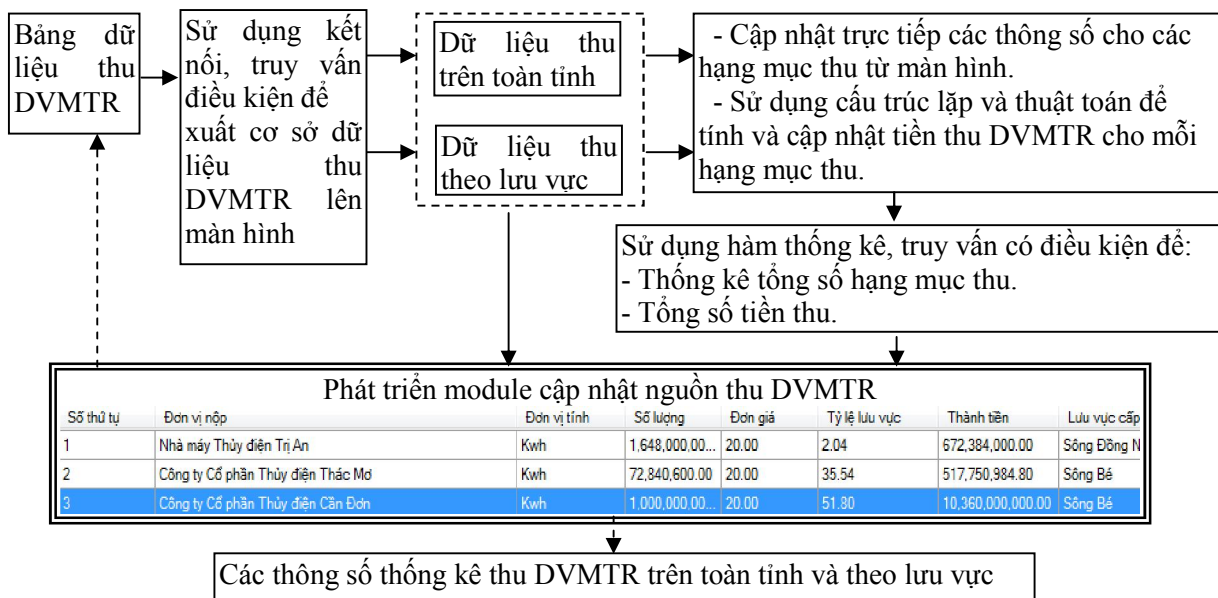 Bảng dữ
liệu thu
DVMTR
Sử dụng kết
nối, truy vấn
điều kiện để
xuất cơ sở dữ
liệu thu
DVMTR lên
màn hình
Dữ liệu thu
trên toàn tỉnh
Dữ liệu thu
theo lưu vực
- Cập nhật trực tiếp các thông số cho các
hạng mục thu từ màn hình.
- Sử dụng cấu trúc lặp và thuật toán để
tính và cập nhật tiền thu DVMTR cho mỗi
hạng mục thu.
Sử dụng hàm thống kê, truy vấn có điều kiện để:
- Thống kê tổng số hạng mục thu.
- Tổng số tiền thu.
Phát triển module cập nhật nguồn thu DVMTR
Số thứ tự Đơn vị nộp Đơn vị tính Số lượng Đơn giá Tỷ lệ lưu vực Thành tiền Lưu vực cấp
1 Nhà máy Thủy điện Trị An Kwh 1,648,000,00... 20.00 2.04 672,384,000.00 Sông Đồng N
2 Công ty Cổ phần Thủy điện Thác Mơ Kwh 72,840,600.00 20.00 35.54 517,750,984.80 Sông Bé
3 Công ty Cổ phần Thủy điện Cần Đơn Kwh 1,000,000,00... 20.00 51.80 10,360,000,000.00 Sông Bé
Các thông số thống kê thu DVMTR trên toàn tỉnh và theo lưu vực